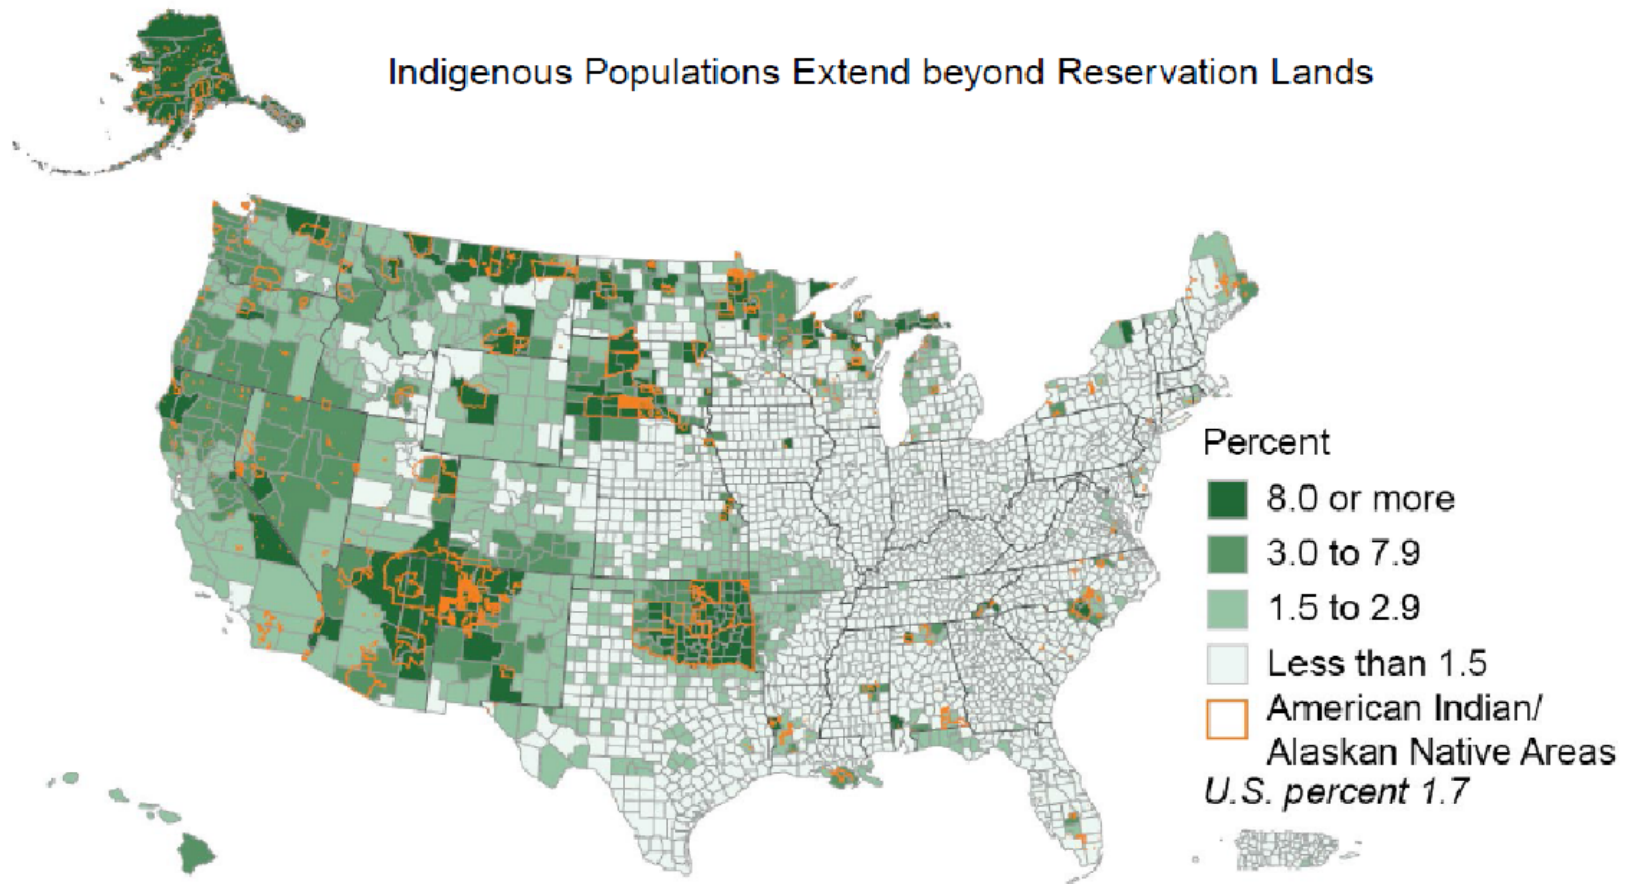 Indigenous Populations Extend beyond Reservation Lands
Percent
8.0 or more
3.0 to 7.9
1.5 to 2.9
Less than 1.5
American Indian/
Alaskan Native Areas
U.S. percent 1.7